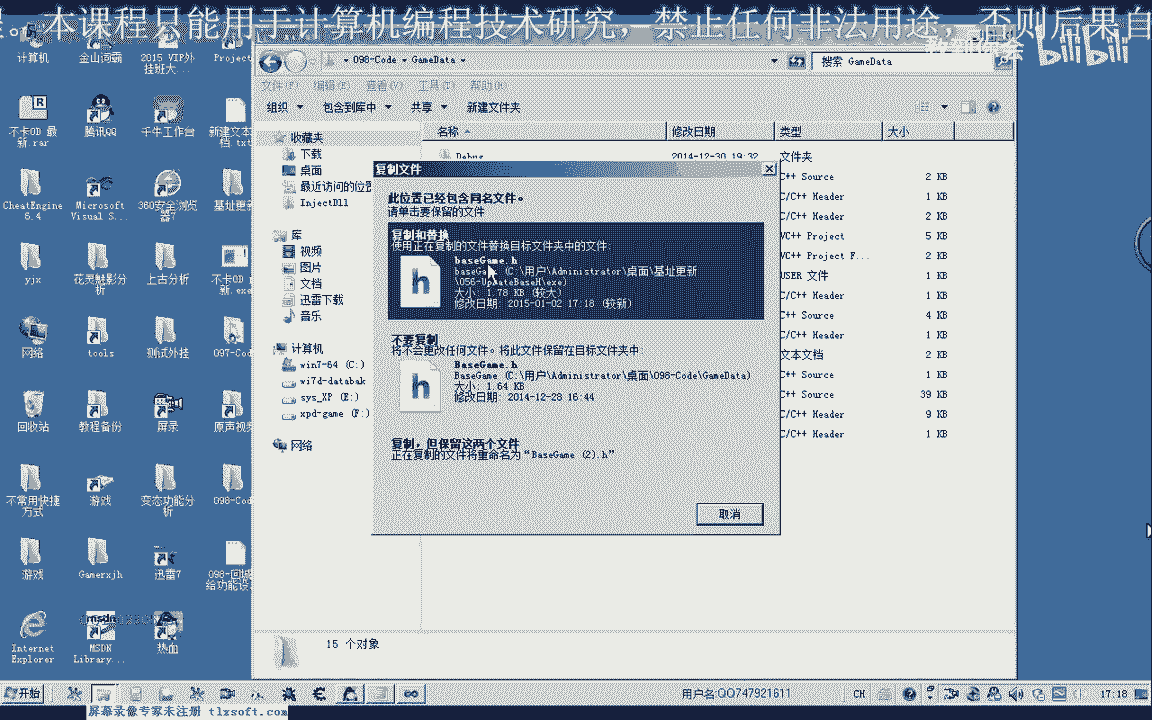 本课程只能用于计算机编程技术研究，禁止任何非法用途，否则后果自
bilibili
计算机
金山词霸
2015 VIP外挂班大...
Project
不卡OD 最新.rar
腾讯QQ
千牛工作台
新建文本档.txt
CheatEngine 6.4
Microsoft Visual S...
360安全浏览器7
基址更新
yjx
花灵魅影分析
上古分析
不卡OD 新.exe
网络
tools
测试外挂
097-Cod
回收站
教程备份
屏录
原声视频
不常用快捷方式
游戏
变态功能分析
098-Cod
游戏
Gamerxjh
迅雷7
098-回城
给功能设
Internet Explorer
MSDN Library...
热血
098-Code
GameData
搜索 GameData
文件(F) 编辑(E) 查看(V) 工具(T) 帮助(H)
组织 包含到库中 共享 新建文件夹
收藏夹
下载
桌面
最近访问的位置
InjectDll
库
视频
图片
文档
迅雷下载
音乐
计算机
win7-64 (C:)
wi7d-databak
sys_XP (E:)
xpd-game (F:)
网络
名称 修改日期 类型 大小
2014-12-30 19:32 文件夹
C++ Source 2 KB
C/C++ Header 1 KB
C/C++ Header 2 KB
VC++ Project 5 KB
VC++ Project F... 1 KB
USER 文件 1 KB
C/C++ Header 1 KB
C++ Source 4 KB
C/C++ Header 1 KB
文本文档 2 KB
C++ Source 1 KB
C++ Source 39 KB
C/C++ Header 9 KB
C/C++ Header 1 KB
复制文件
此位置已经包含同名文件。
请单击要保留的文件
复制和替换
使用正在复制的文件替换目标文件夹中的文件:
baseGame.h
(C:\用户\Administrator\桌面\基址更新
\056-UpdateBaseH\exe)
大小: 1.78 KB (较大)
修改日期: 2015-01-02 17:18 (较新)
不要复制
将不会更改任何文件。将此文件保留在目标文件夹中:
BaseGame.h
BaseGame (C:\用户\Administrator\桌面\098-Code\GameData)
大小: 1.64 KB
修改日期: 2014-12-28 16:44
复制，但保留这两个文件
正在复制的文件将重命名为“BaseGame (2).h”
取消
15 个对象
开始
用户名:QQ747921611
CH
17:18
屏幕录像专家未注册 tlxsoft.com